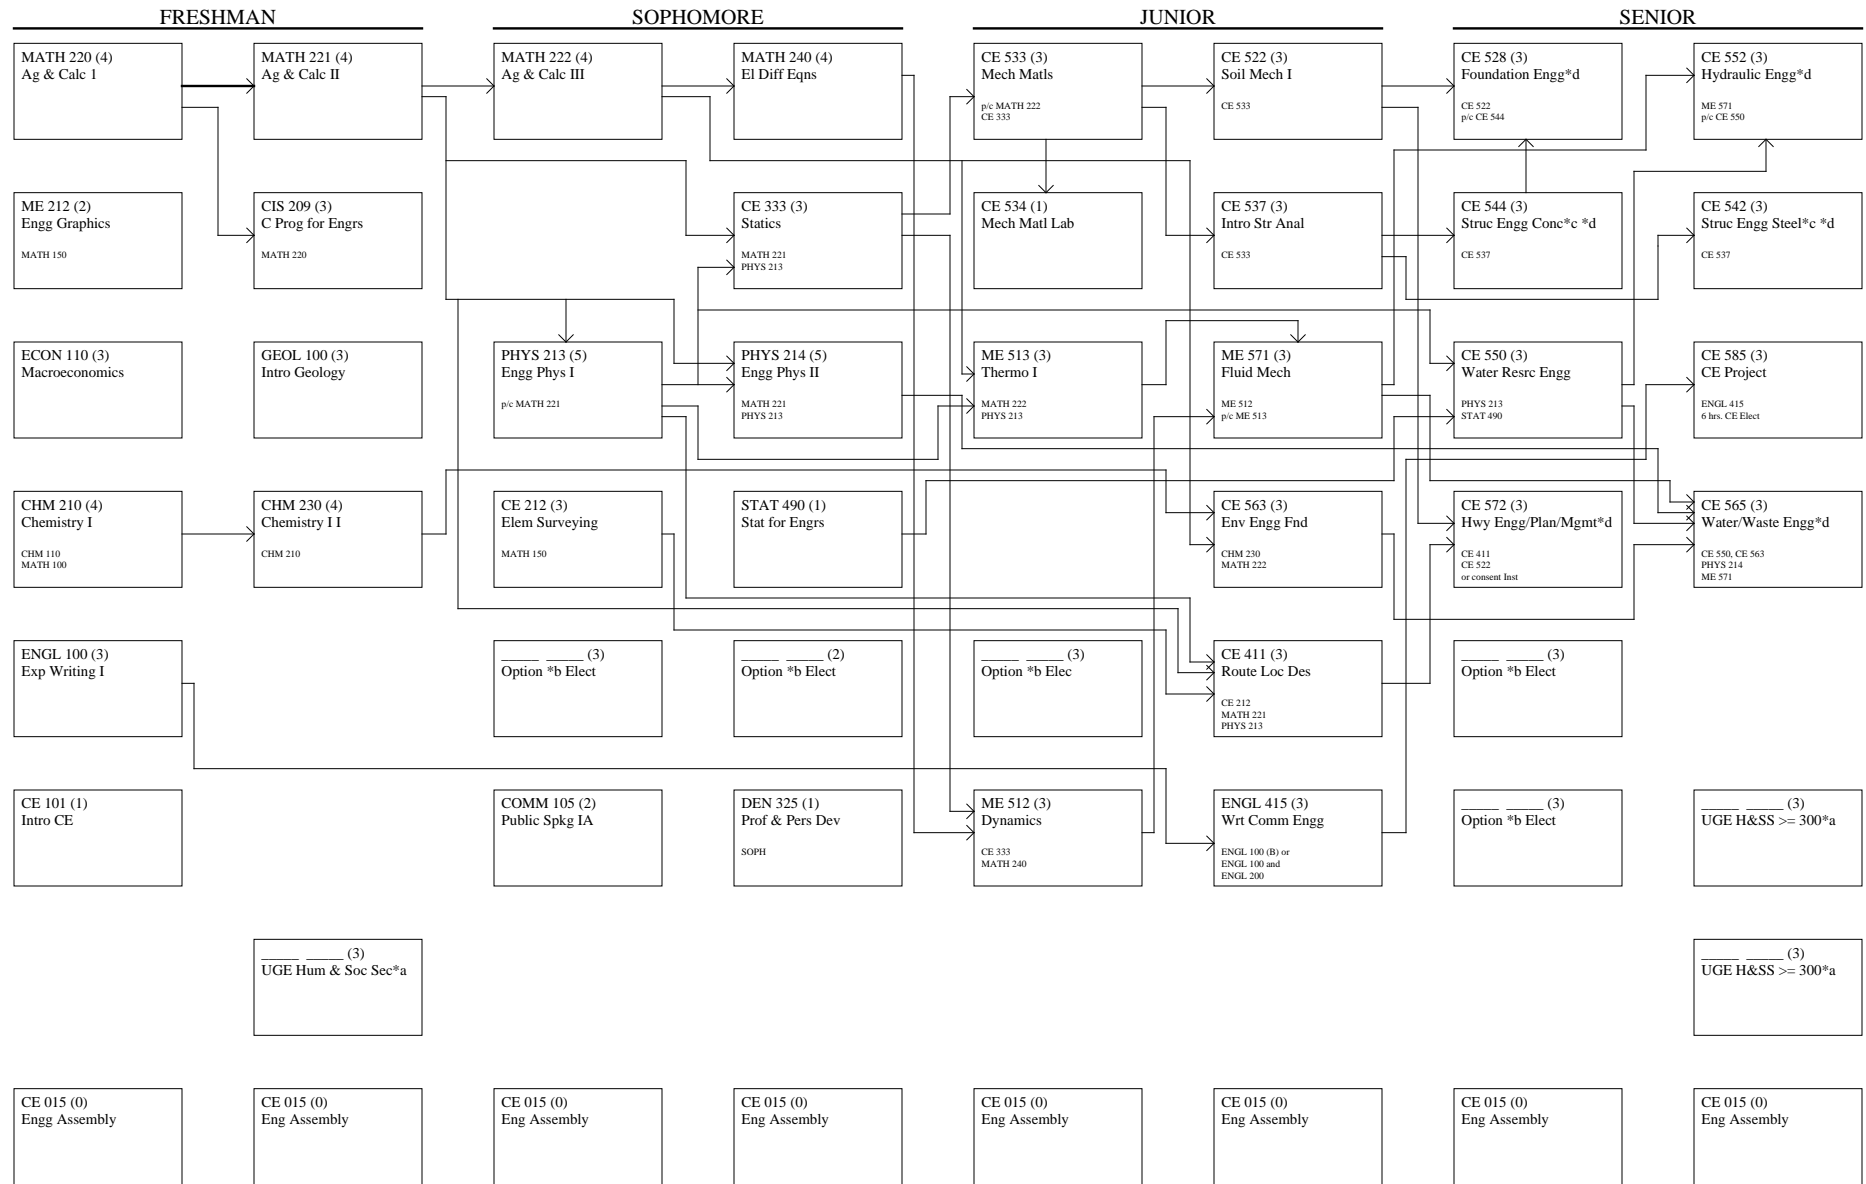 FRESHMAN
SOPHOMORE
JUNIOR
SENIOR
MATH 220 (4)
Ag & Calc 1
MATH 221 (4)
Ag & Calc II
MATH 222 (4)
Ag & Calc III
MATH 240 (4)
El Diff Eqns
CE 533 (3)
Mech Matls
p/c MATH 222
CE 333
CE 522 (3)
Soil Mech I
CE 533
CE 528 (3)
Foundation Engg*d
CE 522
p/c CE 544
CE 552 (3)
Hydraulic Engg*d
ME 571
p/c CE 550
ME 212 (2)
Engg Graphics
MATH 150
CIS 209 (3)
C Prog for Engrs
MATH 220
CE 333 (3)
Statics
MATH 221
PHYS 213
CE 534 (1)
Mech Matl Lab
CE 537 (3)
Intro Str Anal
CE 533
CE 544 (3)
Struc Engg Conc*c *d
CE 537
CE 542 (3)
Struc Engg Steel*c *d
CE 537
ECON 110 (3)
Macroeconomics
GEOL 100 (3)
Intro Geology
PHYS 213 (5)
Engg Phys I
p/c MATH 221
PHYS 214 (5)
Engg Phys II
MATH 221
PHYS 213
ME 513 (3)
Thermo I
MATH 222
PHYS 213
ME 571 (3)
Fluid Mech
ME 512
p/c ME 513
CE 550 (3)
Water Resrc Engg
PHYS 213
STAT 490
CE 585 (3)
CE Project
ENGL 415
6 hrs. CE Elect
CHM 210 (4)
Chemistry I
CHM 110
MATH 100
CHM 230 (4)
Chemistry I I
CHM 210
CE 212 (3)
Elem Surveying
MATH 150
STAT 490 (1)
Stat for Engrs
CE 563 (3)
Env Engg Fnd
CHM 230
MATH 222
CE 572 (3)
Hwy Engg/Plan/Mgmt*d
CE 411
CE 522
or consent Inst
CE 565 (3)
Water/Waste Engg*d
CE 550, CE 563
PHYS 214
ME 571
ENGL 100 (3)
Exp Writing I
_____ _____ (3)
Option *b Elect
_____ _____ (2)
Option *b Elect
_____ _____ (3)
Option *b Elec
CE 411 (3)
Route Loc Des
CE 212
MATH 221
PHYS 213
_____ _____ (3)
Option *b Elect
CE 101 (1)
Intro CE
COMM 105 (2)
Public Spkg IA
DEN 325 (1)
Prof & Pers Dev
SOPH
ME 512 (3)
Dynamics
CE 333
MATH 240
ENGL 415 (3)
Wrt Comm Engg
ENGL 100 (B) or
ENGL 100 and
ENGL 200
_____ _____ (3)
Option *b Elect
_____ _____ (3)
UGE H&SS >= 300*a
_____ _____ (3)
UGE Hum & Soc Sec*a
_____ _____ (3)
UGE H&SS >= 300*a
CE 015 (0)
Engg Assembly
CE 015 (0)
Eng Assembly
CE 015 (0)
Eng Assembly
CE 015 (0)
Eng Assembly
CE 015 (0)
Eng Assembly
CE 015 (0)
Eng Assembly
CE 015 (0)
Eng Assembly
CE 015 (0)
Eng Assembly